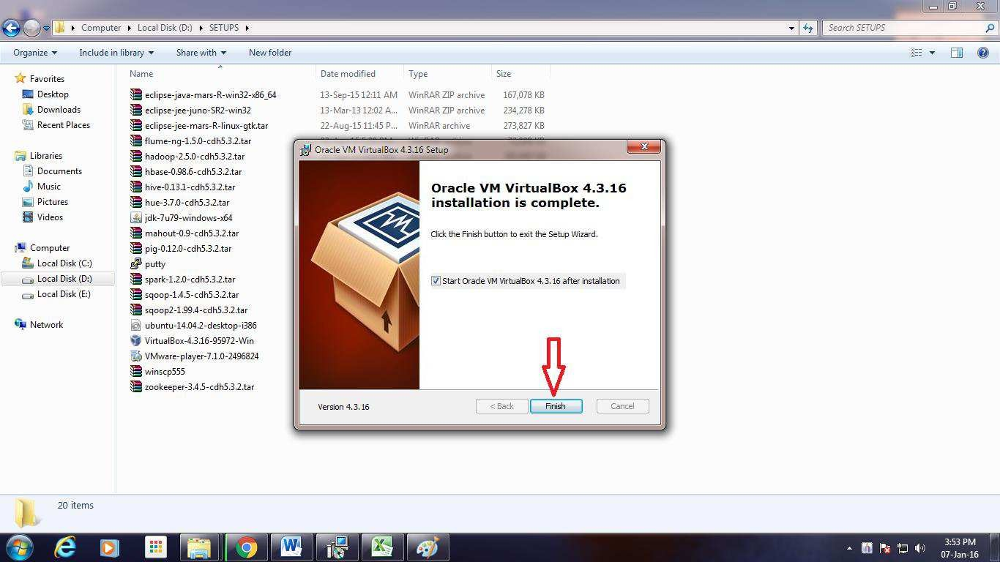 Computer Local Disk (D:) SETUPS
Search SETUPS
Organize Include in library Share with New folder
Favorites
Desktop
Downloads
Recent Places
Libraries
Documents
Music
Pictures
Videos
Computer
Local Disk (C:)
Local Disk (D:)
Local Disk (E:)
Network
Name Date modified Type Size
eclipse-java-mars-R-win32-x86_64 13-Sep-15 12:11 AM WinRAR ZIP archive 167,078 KB
eclipse-jee-juno-SR2-win32 13-Mar-13 12:02 A... WinRAR ZIP archive 234,278 KB
eclipse-jee-mars-R-linux-gtk.tar 22-Aug-15 11:45 P... WinRAR archive 273,827 KB
flume-ng-1.5.0-cdh5.3.2.tar
hadoop-2.5.0-cdh5.3.2.tar
hbase-0.98.6-cdh5.3.2.tar
hive-0.13.1-cdh5.3.2.tar
hue-3.7.0-cdh5.3.2.tar
jdk-7u79-windows-x64
mahout-0.9-cdh5.3.2.tar
pig-0.12.0-cdh5.3.2.tar
putty
spark-1.2.0-cdh5.3.2.tar
sqoop-1.4.5-cdh5.3.2.tar
sqoop2-1.99.4-cdh5.3.2.tar
ubuntu-14.04.2-desktop-i386
VirtualBox-4.3.16-95972-Win
VMware-player-7.1.0-2496824
winscp555
zookeeper-3.4.5-cdh5.3.2.tar
Oracle VM VirtualBox 4.3.16 Setup
Oracle VM VirtualBox 4.3.16
installation is complete.
Click the Finish button to exit the Setup Wizard.
Start Oracle VM VirtualBox 4.3.16 after installation
Version 4.3.16
< Back Finish Cancel
20 items
3:53 PM
07-Jan-16